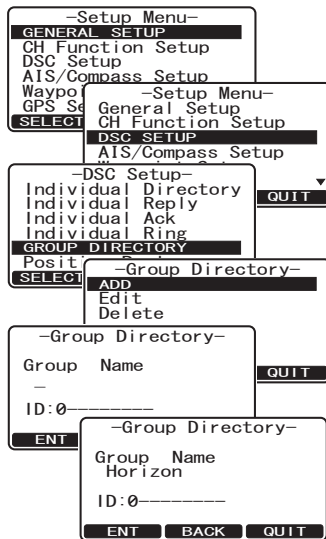 —Setup Menu—
GENERAL SETUP
CH Function Setup
DSC Setup
AIS/Compass Setup
SELECT
—Setup Menu—
General Setup
CH Function Setup
DSC SETUP
AIS/Compass Setup
QUIT
—DSC Setup—
Individual Directory
Individual Reply
Individual Ack
Individual Ring
GROUP DIRECTORY
SELECT
—Group Directory—
ADD
Edit
Delete
QUIT
—Group Directory—
Group Name
_
ID:0––––––––
ENT
—Group Directory—
Group Name
Horizon
ID:0––––––––
ENT BACK QUIT